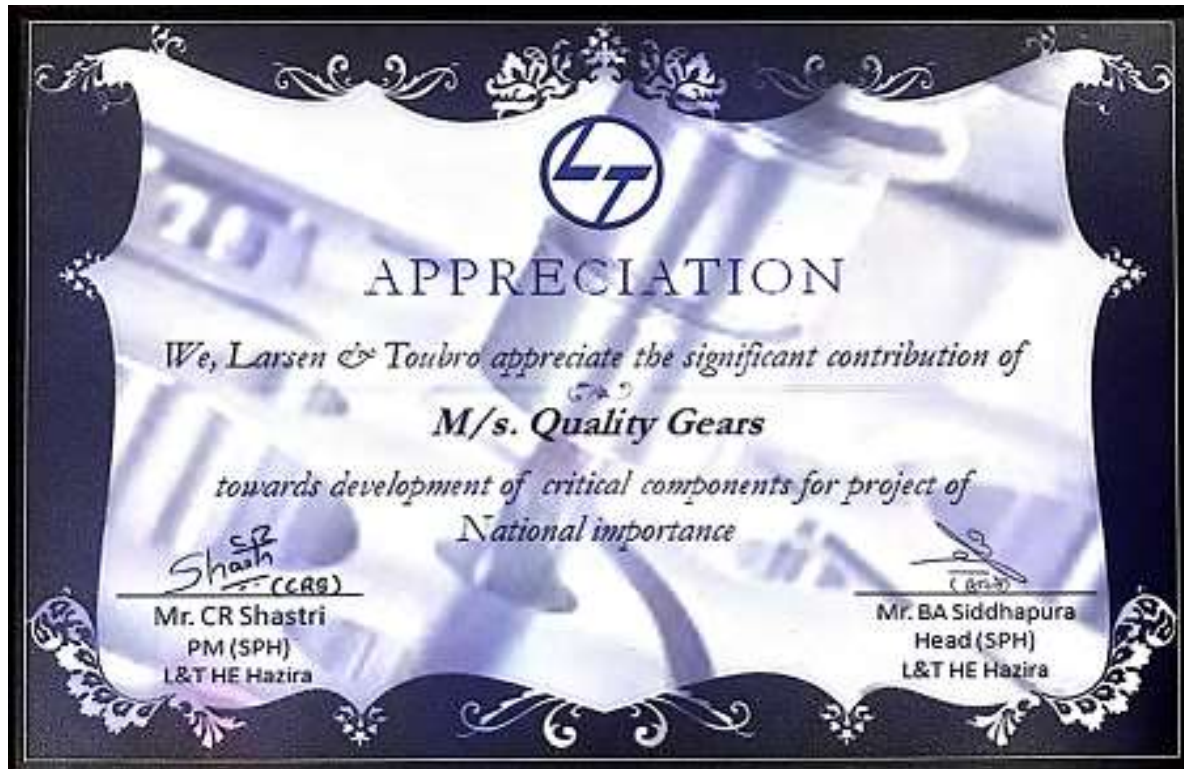 LT
APPRECIATION
We, Larsen & Toubro appreciate the significant contribution of
M/s. Quality Gears
towards development of critical components for project of
National importance
(CRS)
Mr. CR Shastri
PM (SPH)
L&T HE Hazira
Mr. BA Siddhapura
Head (SPH)
L&T HE Hazira